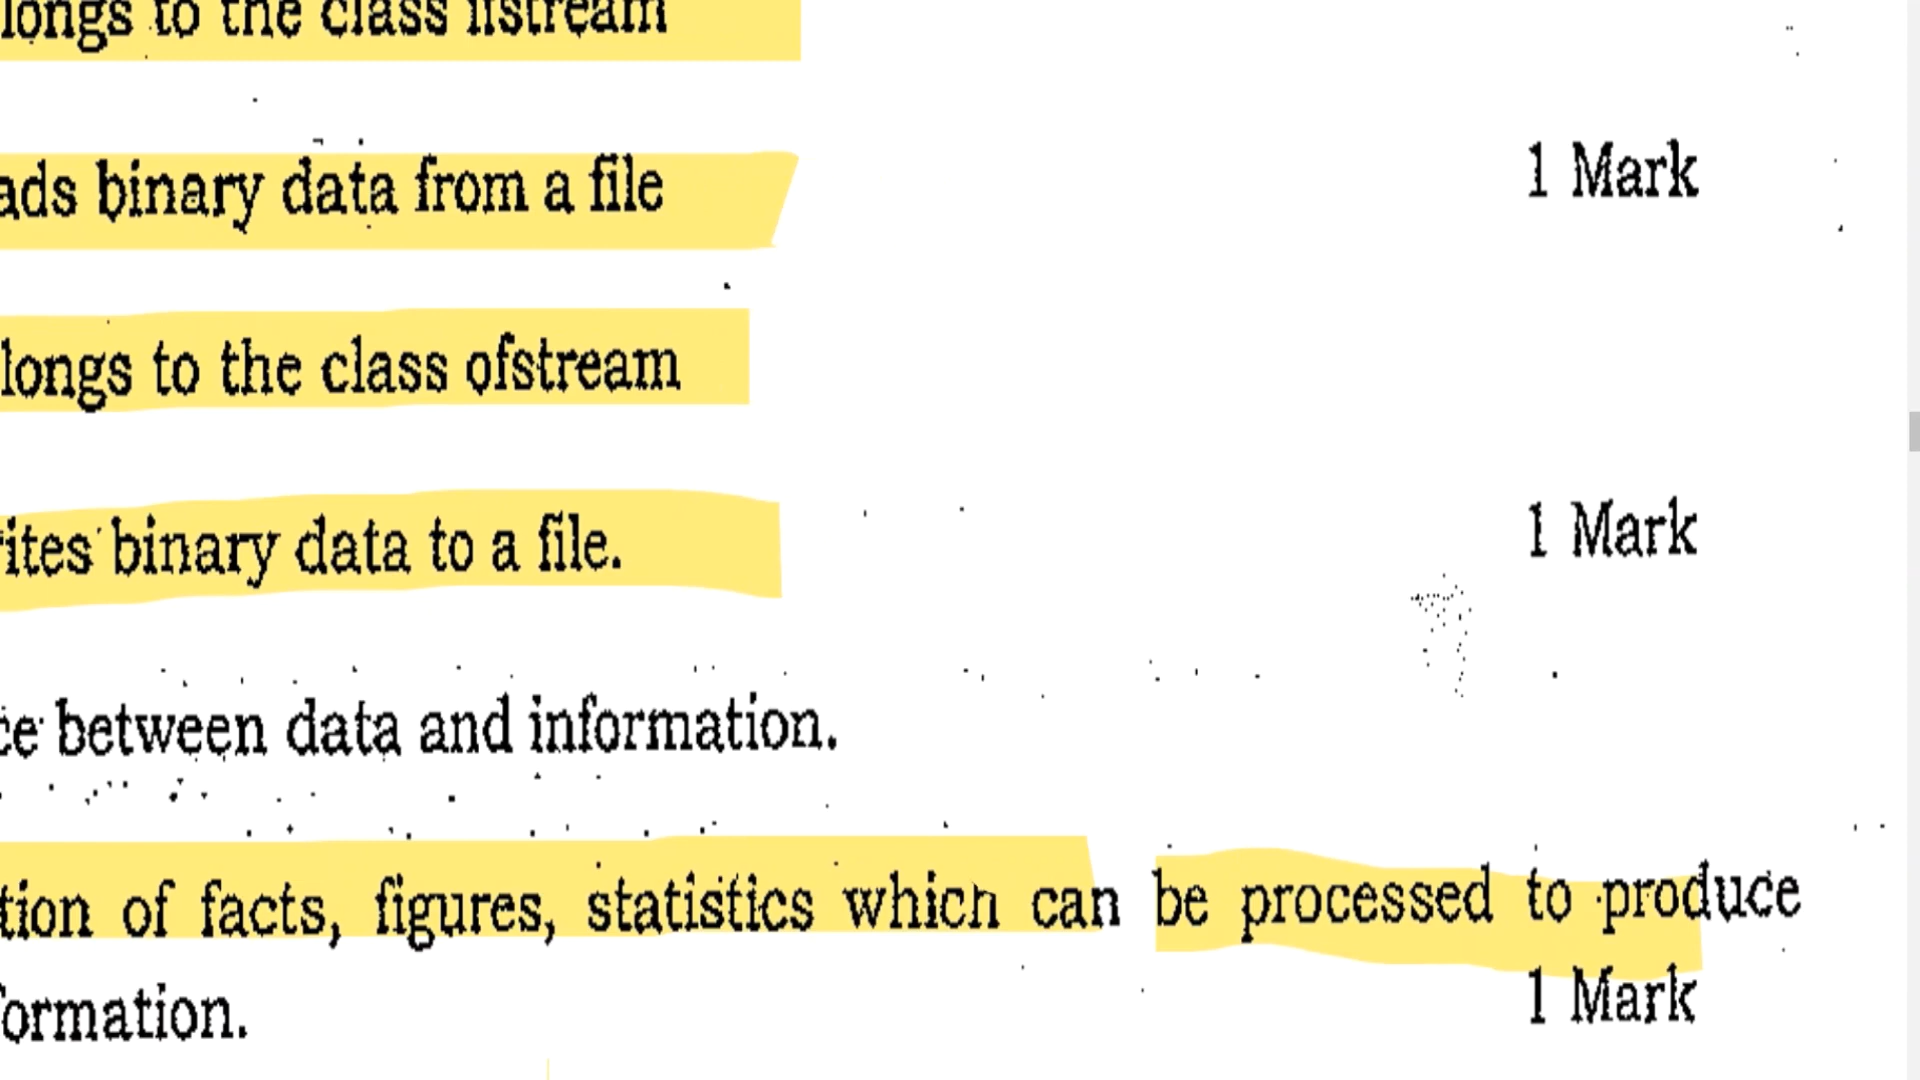 longs to the class ifstream
ads binary data from a file
1 Mark
longs to the class ofstream
ites binary data to a file.
1 Mark
ce between data and information.
tion of facts, figures, statistics which can be processed to produce
ormation.
1 Mark